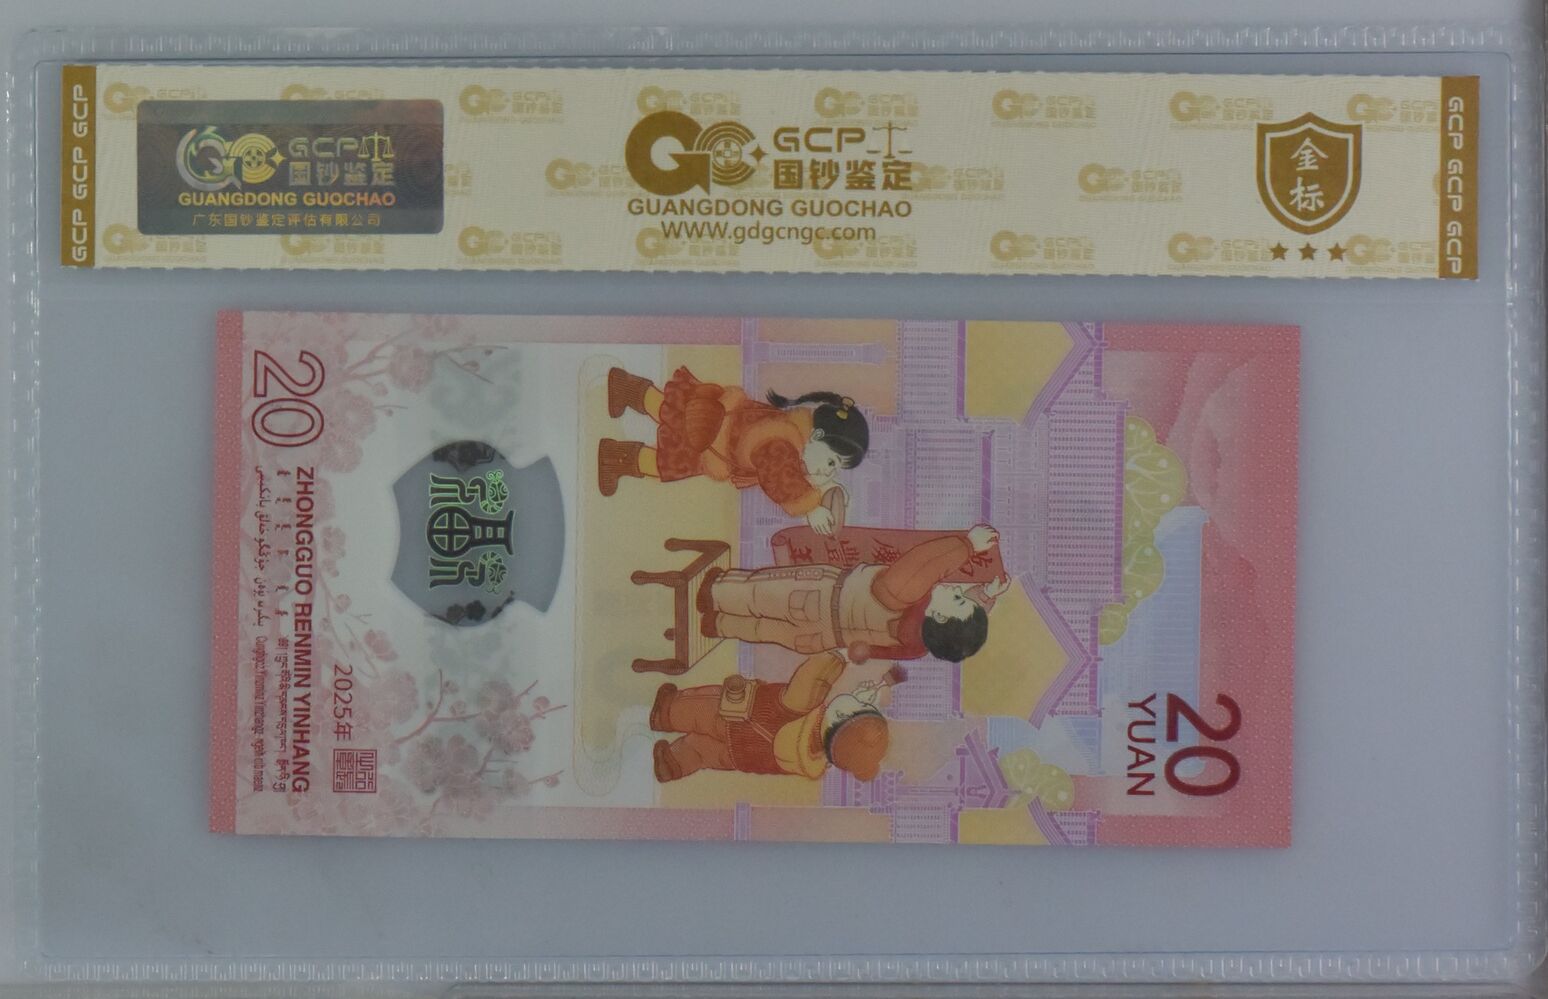 GCP GCP GCP
GCP
国钞鉴定
GUANGDONG GUOCHAO
广东国钞鉴定评估有限公司
GCP
国钞鉴定
GUANGDONG GUOCHAO
WWW.gdgcngc.com
金
标
GCP GCP GCP
20
ZHONGGUO RENMIN YINHANG
2025年
20
YUAN